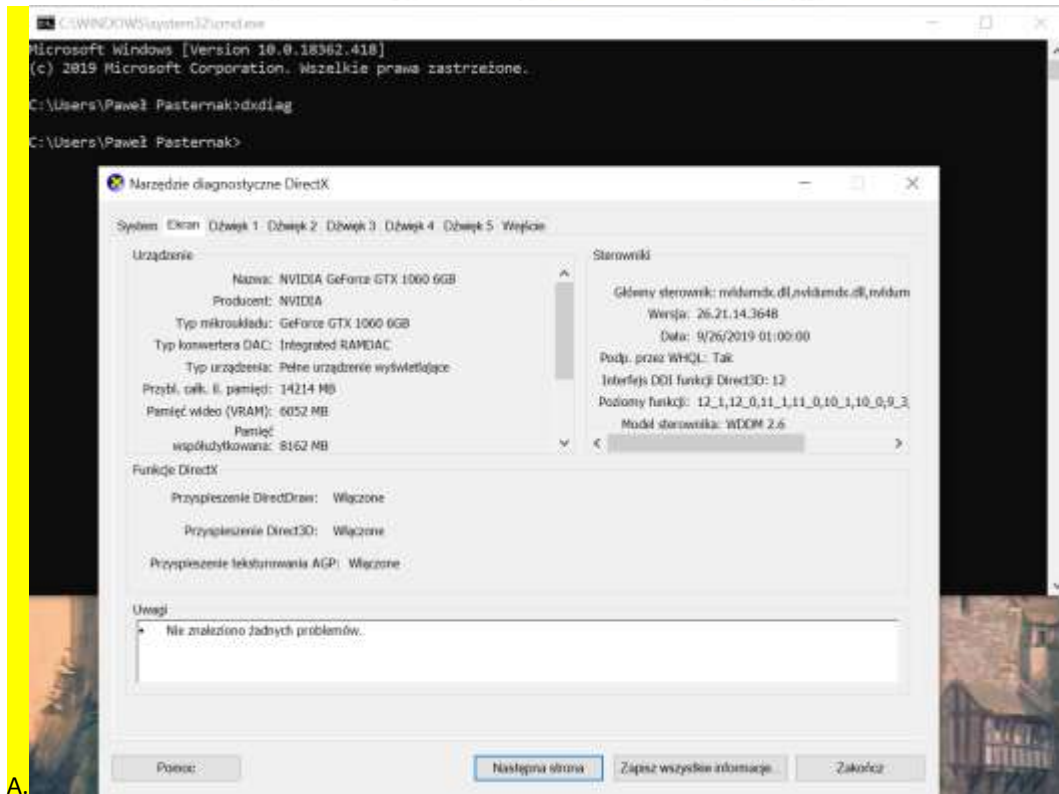 C:\WINDOWS\system32\cmd.exe
Microsoft Windows [Version 10.0.18362.418]
(c) 2019 Microsoft Corporation. Wszelkie prawa zastrzeżone.
C:\Users\Paweł Pasternak>dxdiag
C:\Users\Paweł Pasternak>
Narzędzie diagnostyczne DirectX
System Ekran Dźwięk 1 Dźwięk 2 Dźwięk 3 Dźwięk 4 Dźwięk 5 Wejście
Urządzenie
Nazwa: NVIDIA GeForce GTX 1060 6GB
Producent: NVIDIA
Typ mikroukładu: GeForce GTX 1060 6GB
Typ konwertera DAC: Integrated RAMDAC
Typ urządzenia: Pełne urządzenie wyświetlające
Przybl. całk. il. pamięci: 14214 MB
Pamięć wideo (VRAM): 6052 MB
Pamięć
współużytkowana: 8162 MB
Sterowniki
Główny sterownik: nvldumdx.dll,nvldumdx.dll,nvldum
Wersja: 26.21.14.3648
Data: 9/26/2019 01:00:00
Podp. przez WHQL: Tak
Interfejs DDI funkcji Direct3D: 12
Poziomy funkcji: 12_1,12_0,11_1,11_0,10_1,10_0,9_3,
Model sterownika: WDDM 2.6
Funkcje DirectX
Przyspieszenie DirectDraw: Włączone
Przyspieszenie Direct3D: Włączone
Przyspieszenie teksturowania AGP: Włączone
Uwagi
• Nie znaleziono żadnych problemów.
Pomoc Następna strona Zapisz wszystkie informacje... Zakończ
A.